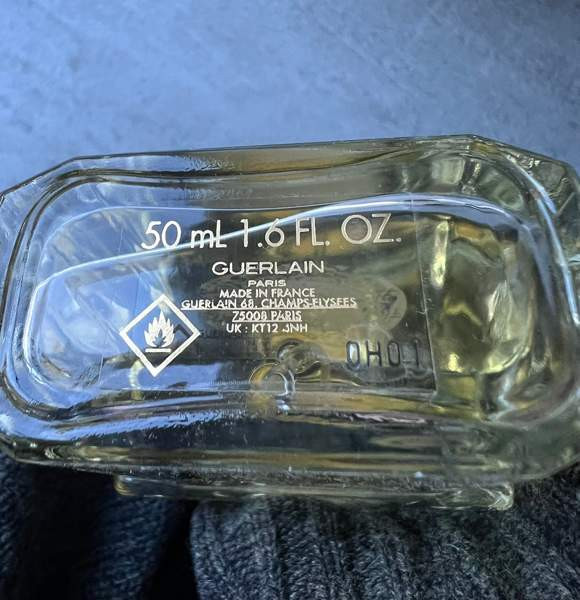 50 mL 1.6 FL. OZ.
GUERLAIN
PARIS
MADE IN FRANCE
GUERLAIN 68, CHAMPS-ELYSEES
75008 PARIS
UK : KT12 JNH
0H01